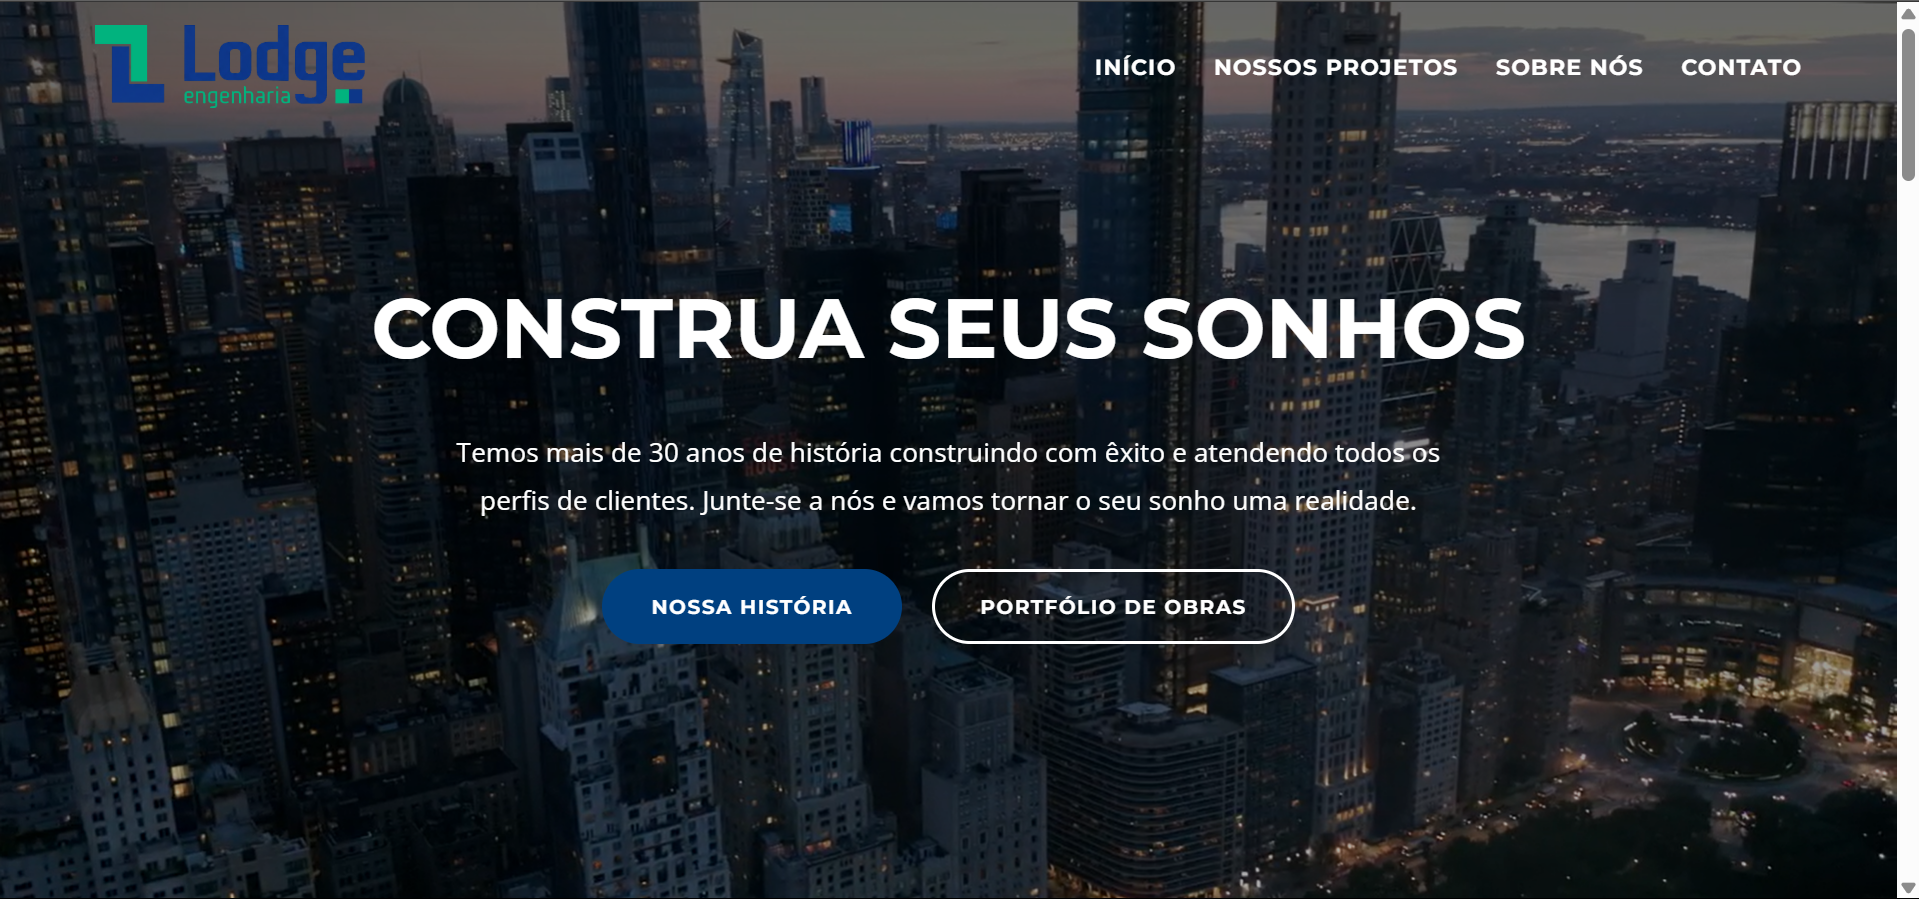 Lodge
engenharia
INÍCIO NOSSOS PROJETOS SOBRE NÓS CONTATO
CONSTRUA SEUS SONHOS
Temos mais de 30 anos de história construindo com êxito e atendendo todos os
perfis de clientes. Junte-se a nós e vamos tornar o seu sonho uma realidade.
NOSSA HISTÓRIA PORTFÓLIO DE OBRAS